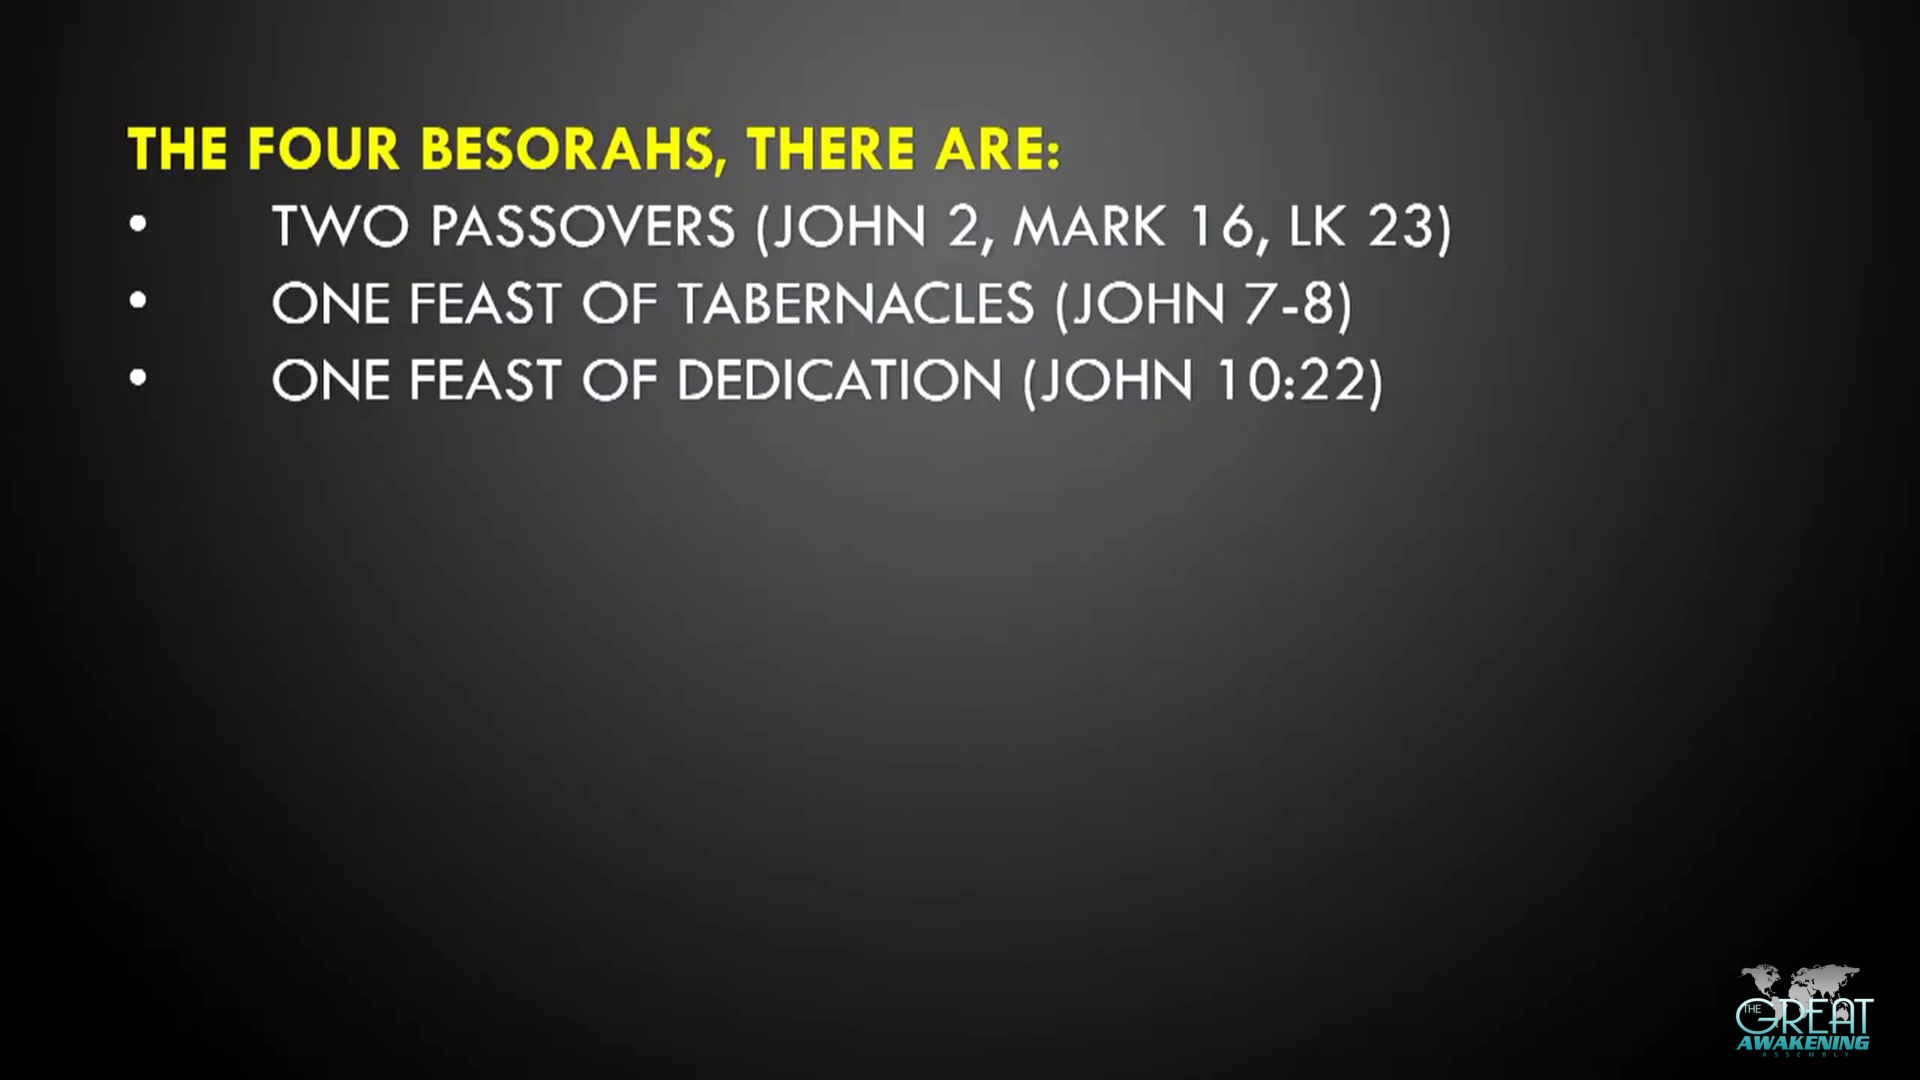 THE FOUR BESORAHS, THERE ARE:
• TWO PASSOVERS (JOHN 2, MARK 16, LK 23)
• ONE FEAST OF TABERNACLES (JOHN 7-8)
• ONE FEAST OF DEDICATION (JOHN 10:22)
THE GREAT
AWAKENING
ASSEMBLY